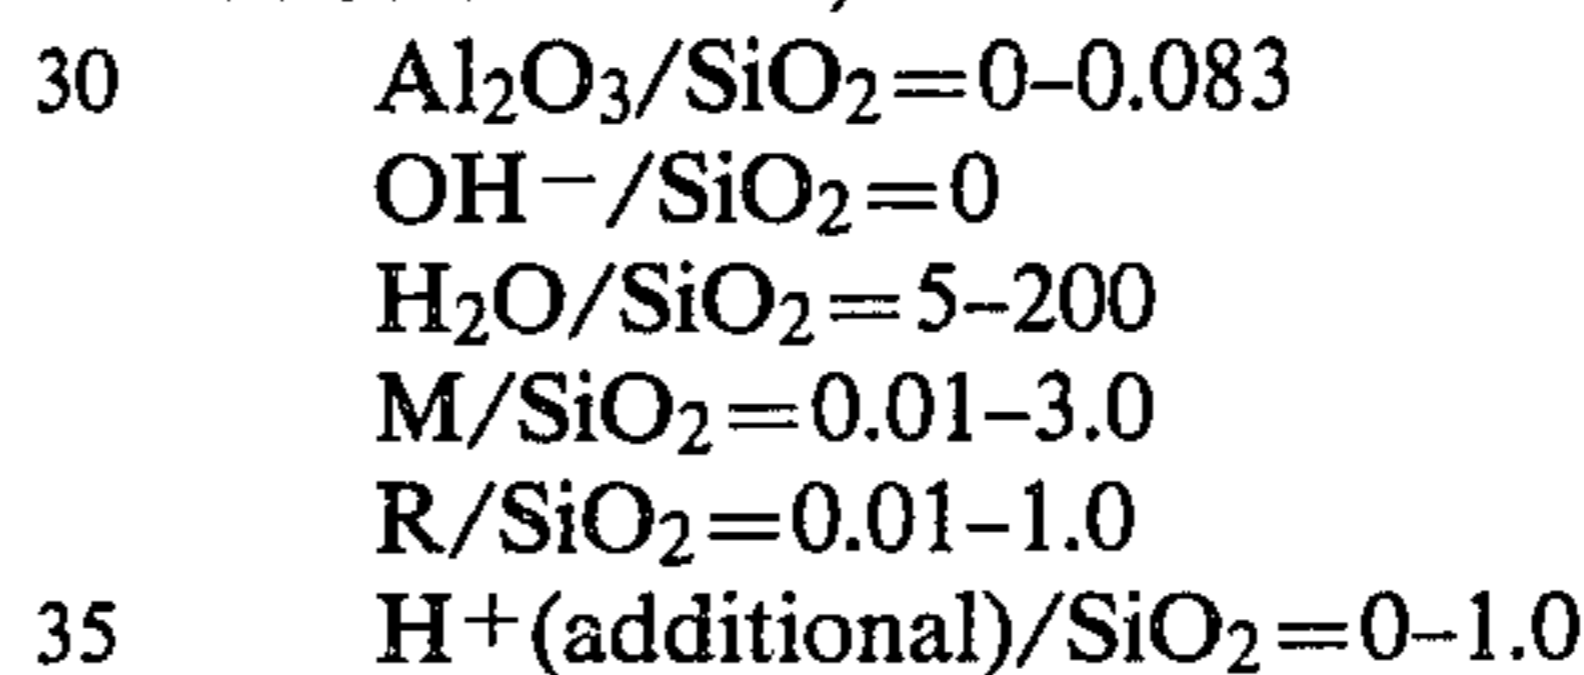 30 Al₂O₃/SiO₂=0–0.083
OH⁻/SiO₂=0
H₂O/SiO₂=5–200
M/SiO₂=0.01–3.0
R/SiO₂=0.01–1.0
35 H⁺(additional)/SiO₂=0–1.0